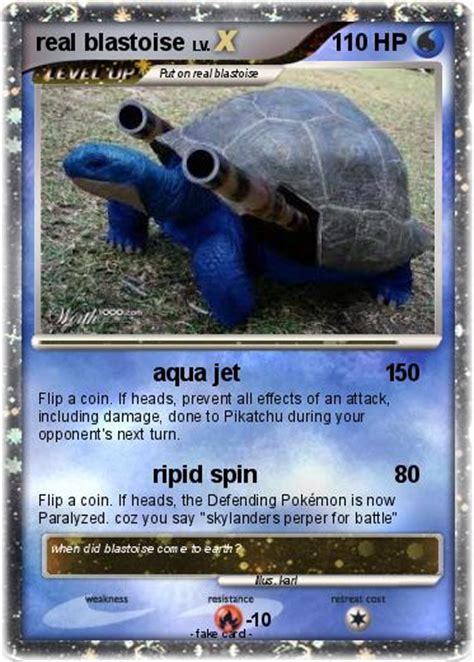 real blastoise LV. X 110 HP
LEVEL UP Put on real blastoise
Worth1000.com
aqua jet 150
Flip a coin. If heads, prevent all effects of an attack,
including damage, done to Pikatchu during your
opponent's next turn.
ripid spin 80
Flip a coin. If heads, the Defending Pokémon is now
Paralyzed. coz you say "skylanders perper for battle"
when did blastoise come to earth?
Illus. karl
weakness resistance retreat cost
-10
- fake card -